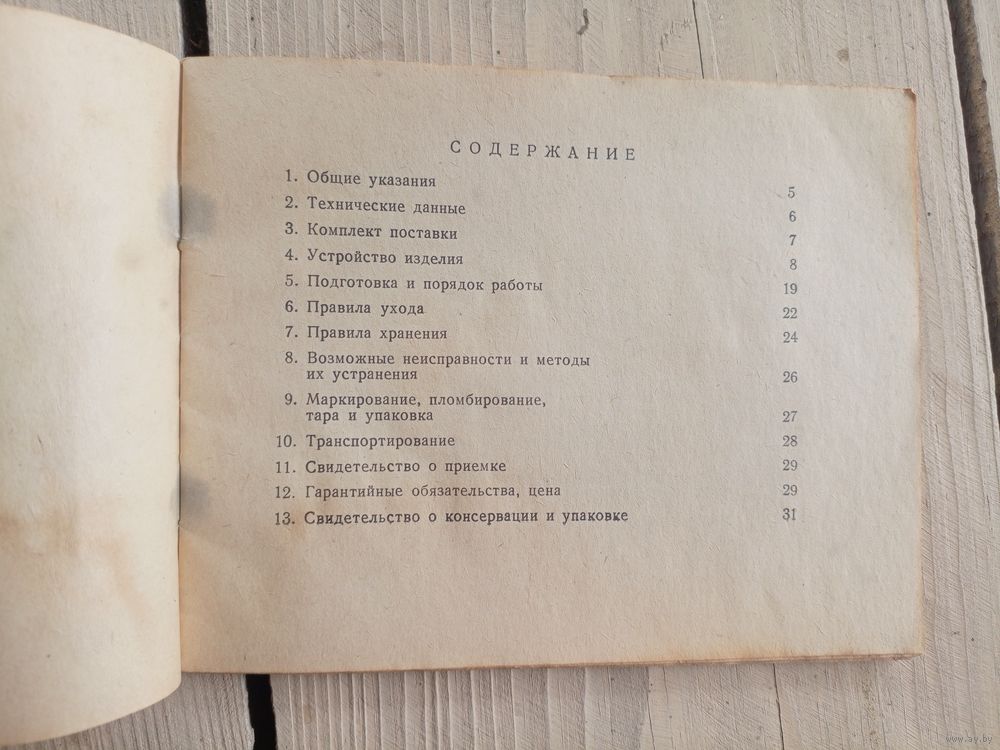 СОДЕРЖАНИЕ
1. Общие указания 5
2. Технические данные 6
3. Комплект поставки 7
4. Устройство изделия 8
5. Подготовка и порядок работы 19
6. Правила ухода 22
7. Правила хранения 24
8. Возможные неисправности и методы
их устранения 26
9. Маркирование, пломбирование,
тара и упаковка 27
10. Транспортирование 28
11. Свидетельство о приемке 29
12. Гарантийные обязательства, цена 29
13. Свидетельство о консервации и упаковке 31
www.ay.by